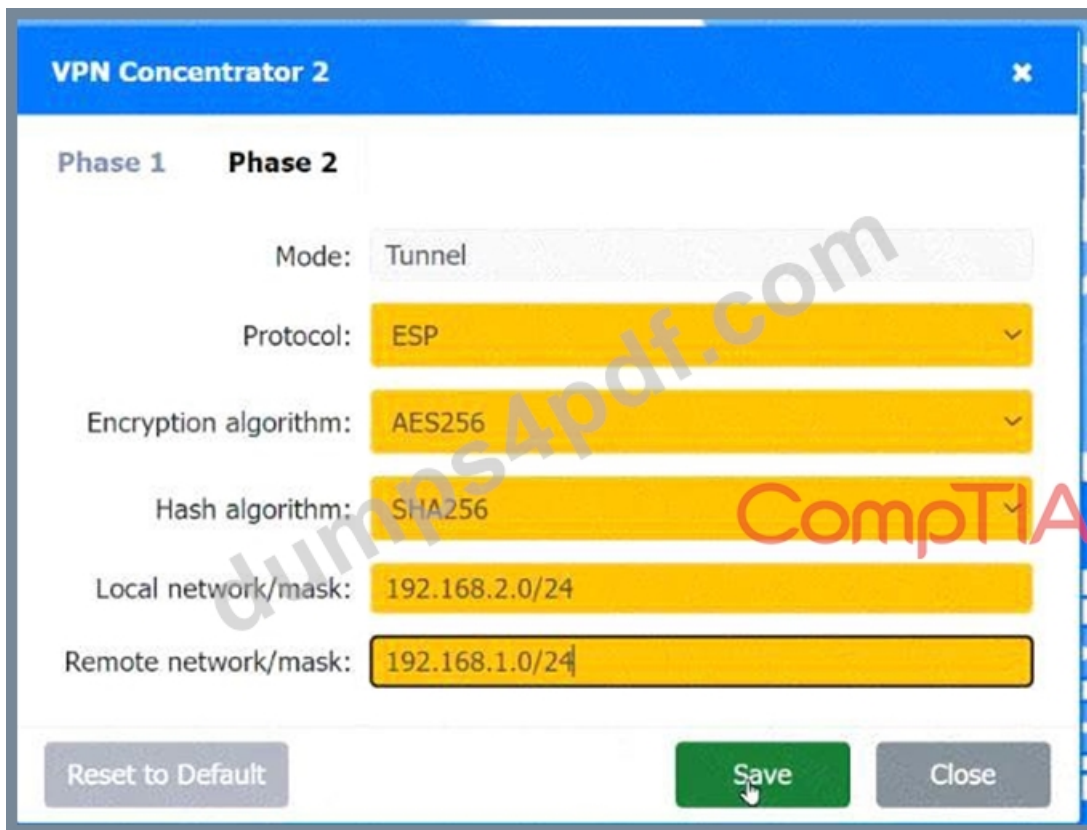 VPN Concentrator 2 ×
Phase 1 Phase 2
Mode: Tunnel
Protocol: ESP
Encryption algorithm: AES256
Hash algorithm: SHA256
CompTIA
Local network/mask: 192.168.2.0/24
Remote network/mask: 192.168.1.0/24
Reset to Default Save Close
dumps4pdf.com